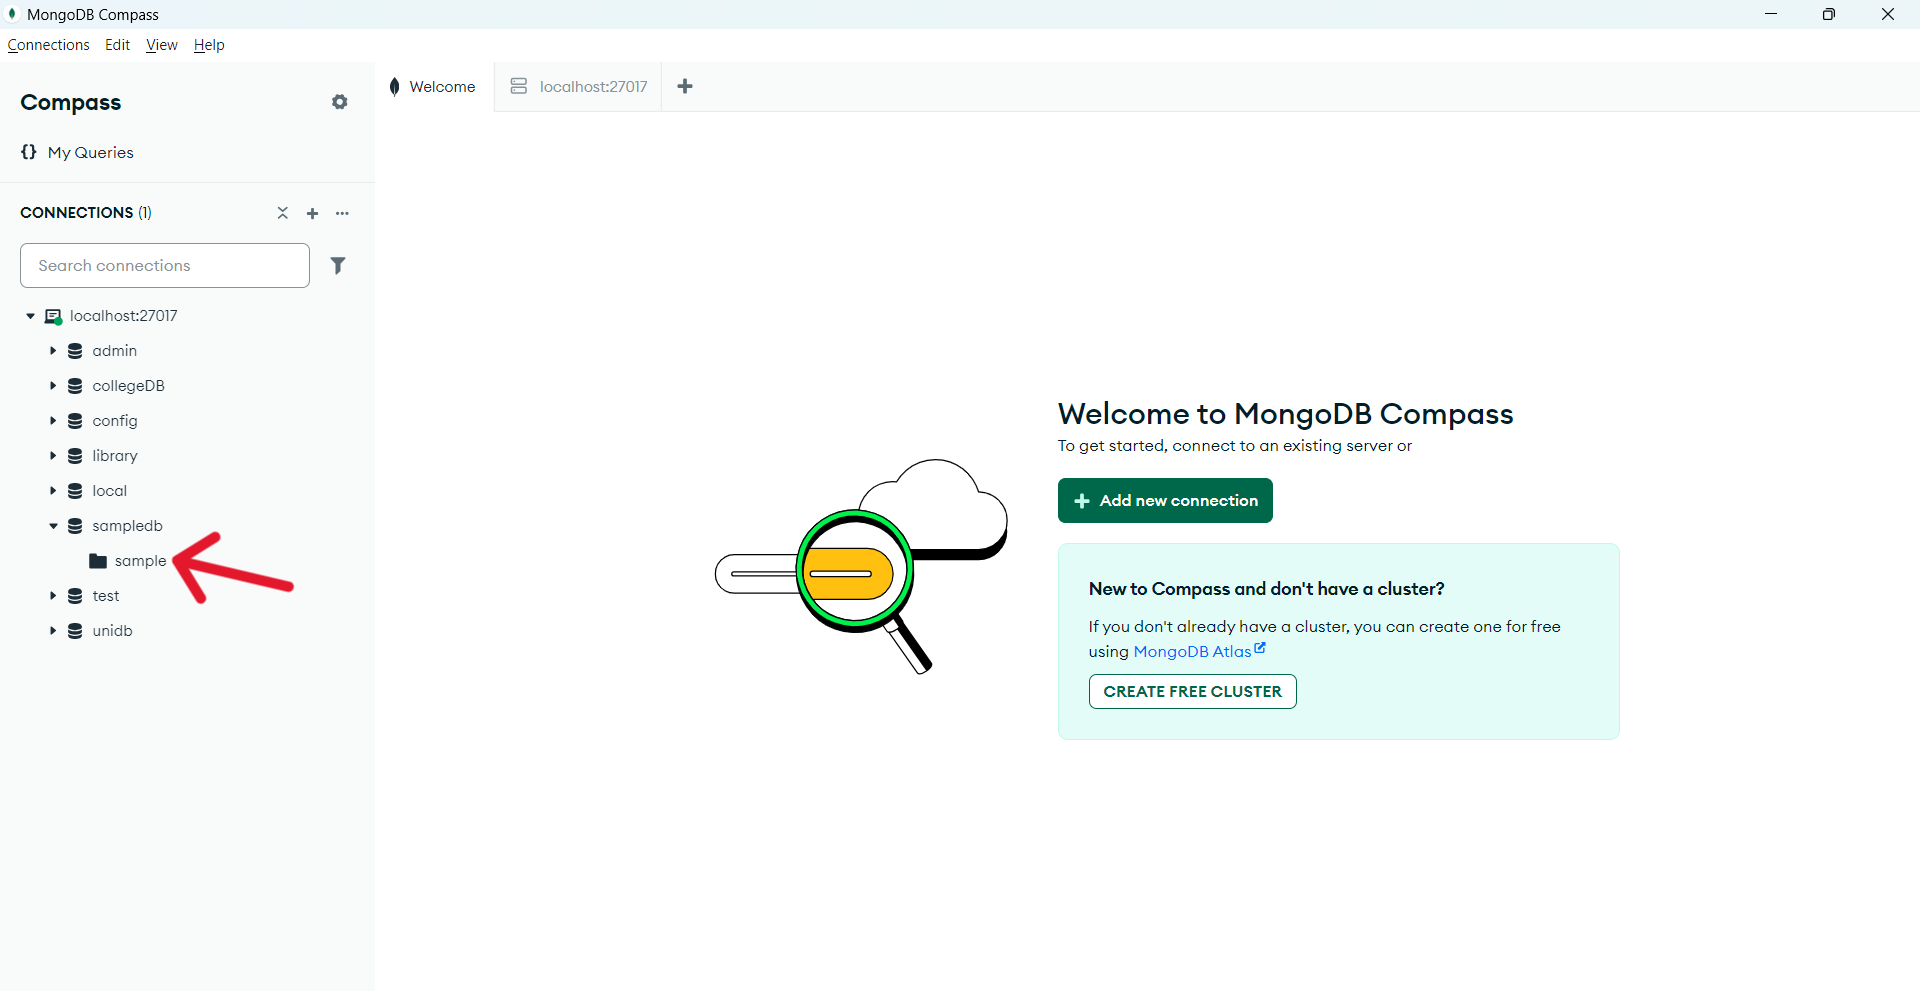 MongoDB Compass
Connections Edit View Help
Compass
Welcome
localhost:27017
{} My Queries
CONNECTIONS (1)
Search connections
localhost:27017
admin
collegeDB
config
library
local
sampledb
sample
test
unidb
Welcome to MongoDB Compass
To get started, connect to an existing server or
Add new connection
New to Compass and don't have a cluster?
If you don't already have a cluster, you can create one for free
using MongoDB Atlas
CREATE FREE CLUSTER